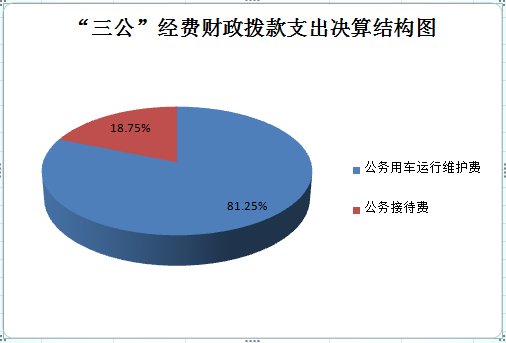 “三公”经费财政拨款支出决算结构图
18.75%
81.25%
公务用车运行维护费
公务接待费